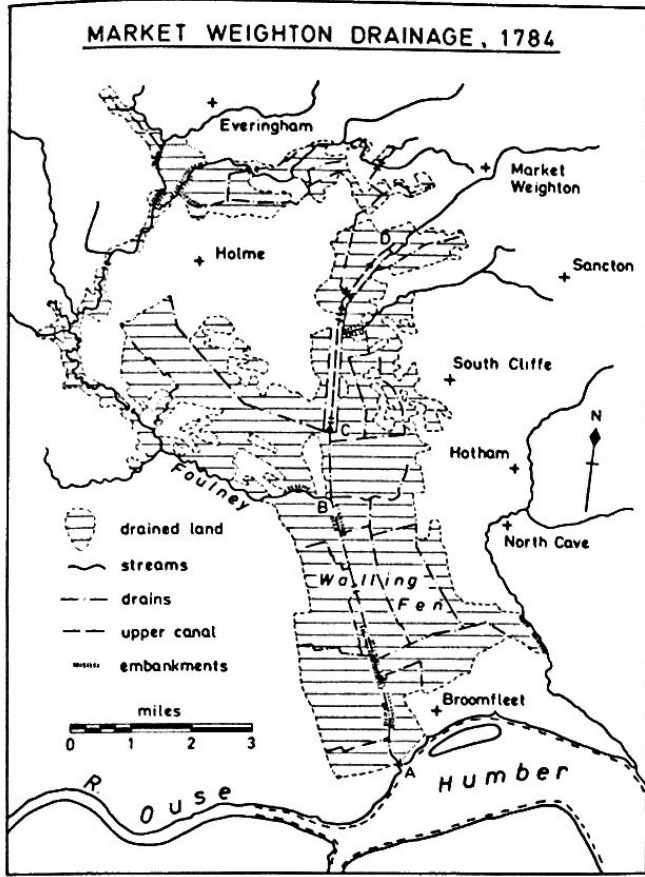 MARKET WEIGHTON DRAINAGE, 1784
Everingham
Market
Weighton
D
Holme
Sancton
South Cliffe
C
N
Hotham
Foulney
B
North Cave
drained land
streams
Walling
Fen
drains
upper canal
embankments
miles
0 1 2 3
Broomfleet
A
R. Ouse
Humber